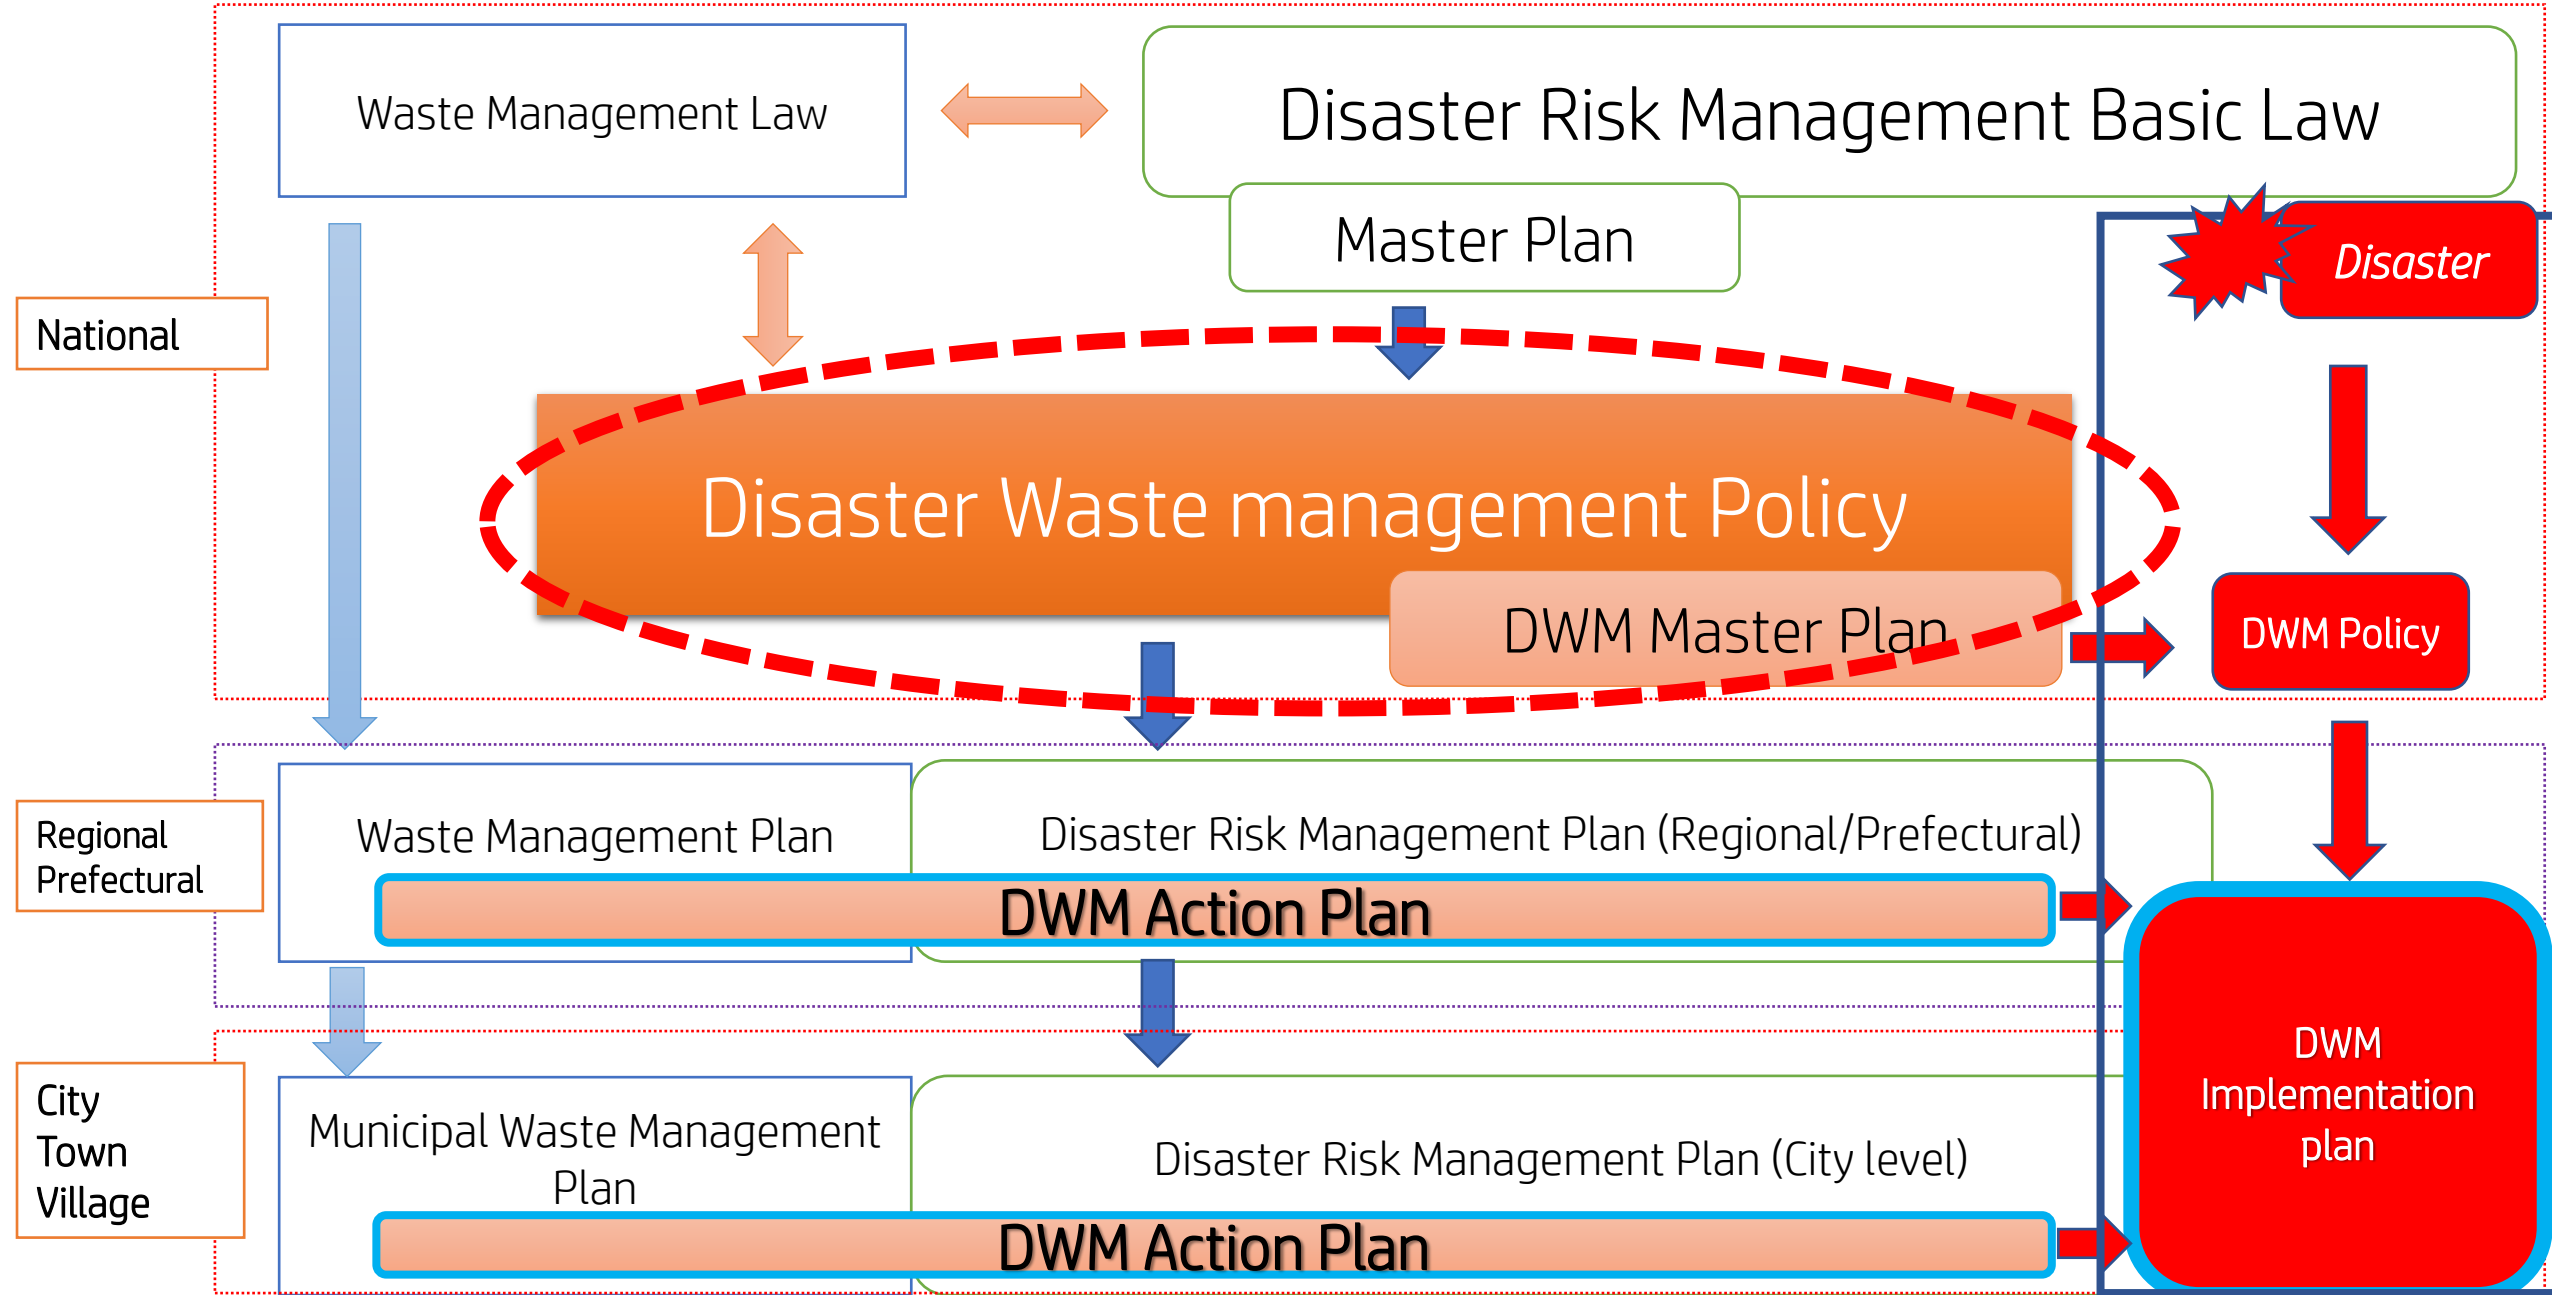 Waste Management Law
Disaster Risk Management Basic Law
Master Plan
Disaster
National
Disaster Waste management Policy
DWM Master Plan
DWM Policy
Regional
Prefectural
Waste Management Plan
Disaster Risk Management Plan (Regional/Prefectural)
DWM Action Plan
City
Town
Village
Municipal Waste Management
Plan
Disaster Risk Management Plan (City level)
DWM Action Plan
DWM
Implementation
plan